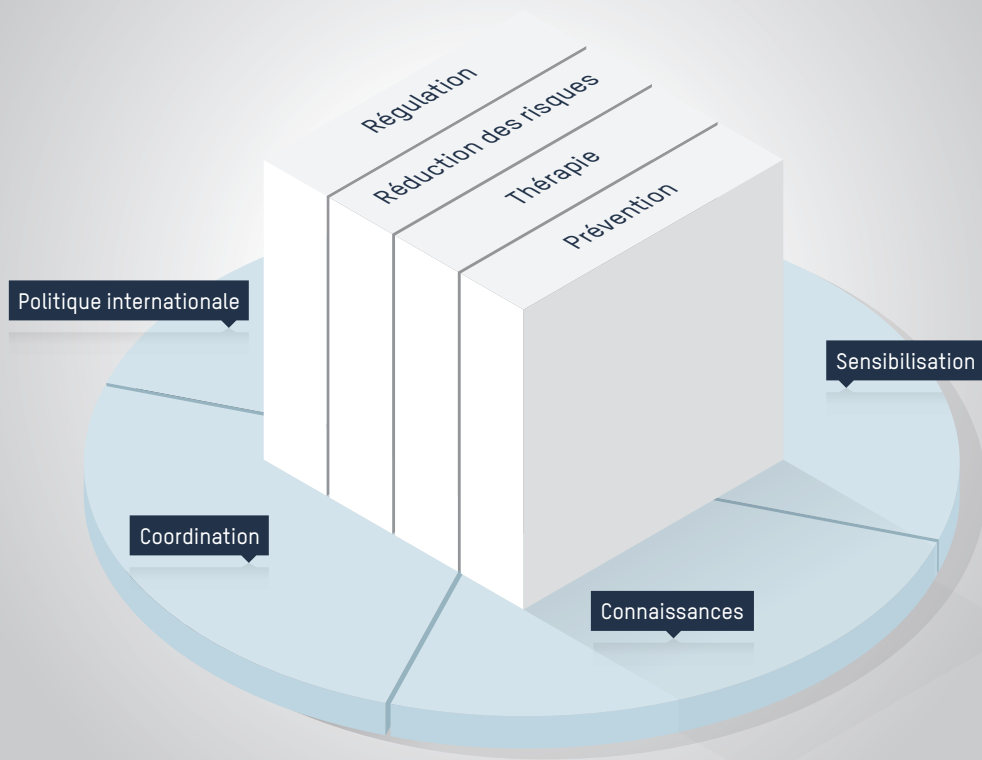 Régulation
Réduction des risques
Thérapie
Prévention
Politique internationale
Sensibilisation
Coordination
Connaissances